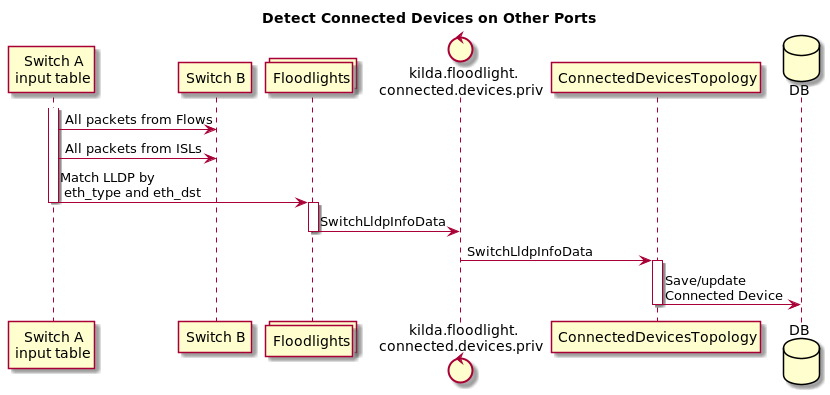 Detect Connected Devices on Other Ports
Switch A
input table
Switch B
Floodlights
kilda.floodlight.
connected.devices.priv
ConnectedDevicesTopology
DB
All packets from Flows
All packets from ISLs
Match LLDP by
eth_type and eth_dst
SwitchLldpInfoData
SwitchLldpInfoData
Save/update
Connected Device
Switch A
input table
Switch B
Floodlights
kilda.floodlight.
connected.devices.priv
ConnectedDevicesTopology
DB